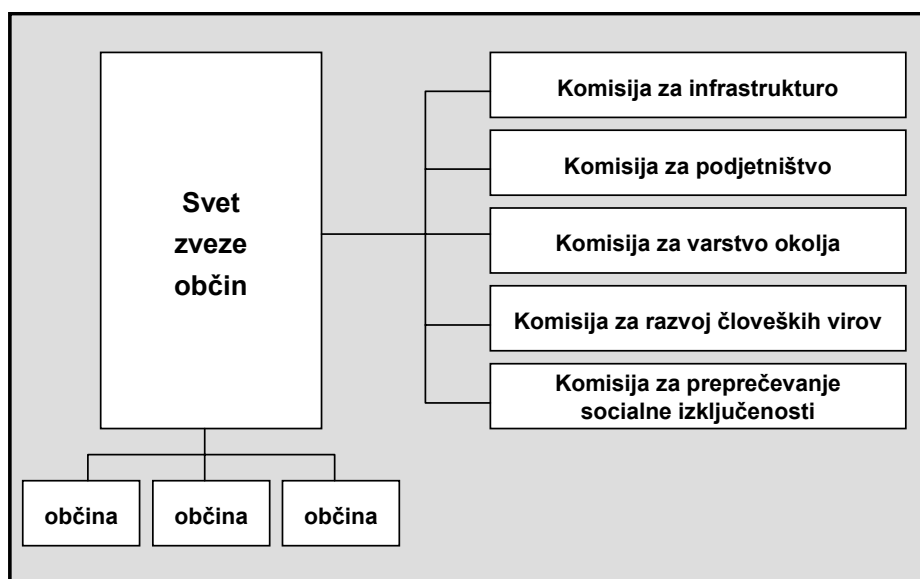 Svet
zveze
občin
Komisija za infrastrukturo
Komisija za podjetništvo
Komisija za varstvo okolja
Komisija za razvoj človeških virov
Komisija za preprečevanje
socialne izključenosti
občina
občina
občina